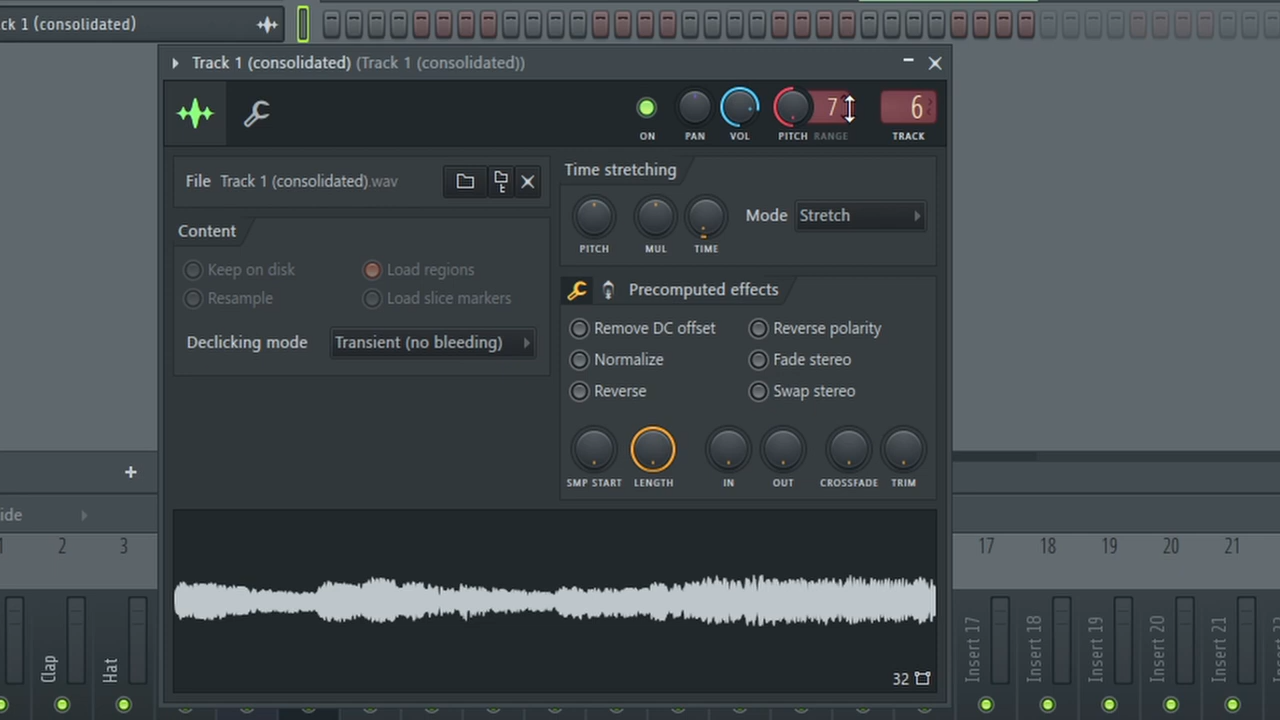 ck 1 (consolidated)
Track 1 (consolidated) (Track 1 (consolidated))
7 6
ON PAN VOL PITCH RANGE TRACK
File Track 1 (consolidated).wav
Time stretching
PITCH MUL TIME
Mode Stretch
Content
Keep on disk Load regions
Resample Load slice markers
Declicking mode Transient (no bleeding)
Precomputed effects
Remove DC offset Reverse polarity
Normalize Fade stereo
Reverse Swap stereo
SMP START LENGTH IN OUT CROSSFADE TRIM
32
+
ide
1 2 3 17 18 19 20 21
Clap
Hat
Insert 17
Insert 18
Insert 19
Insert 20
Insert 21